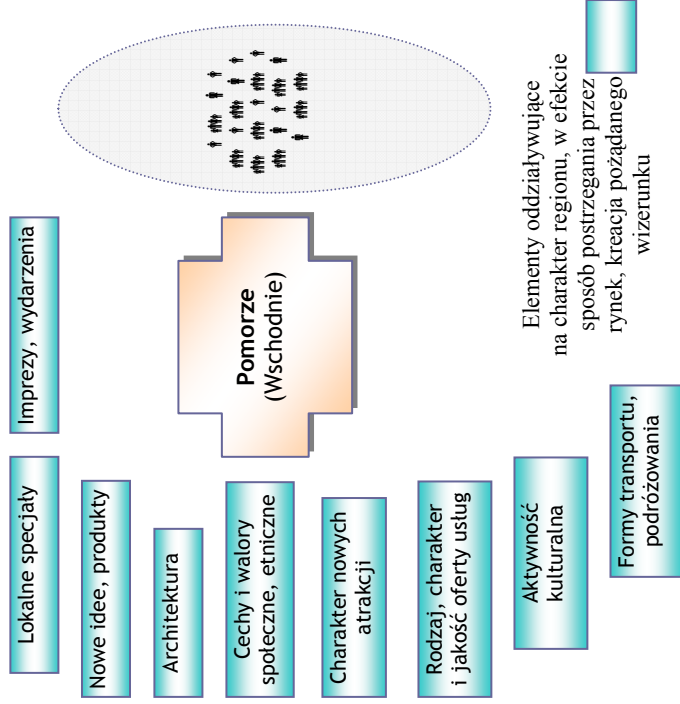 Lokalne specjały
Imprezy, wydarzenia
Nowe idee, produkty
Architektura
Cechy i walory
społeczne, etniczne
Charakter nowych
atrakcji
Rodzaj, charakter
i jakość oferty usług
Aktywność
kulturalna
Formy transportu,
podróżowania
Pomorze
(Wschodnie)
Elementy oddziaływujące
na charakter regionu, w efekcie
sposób postrzegania przez
rynek, kreacja pożądanego
wizerunku